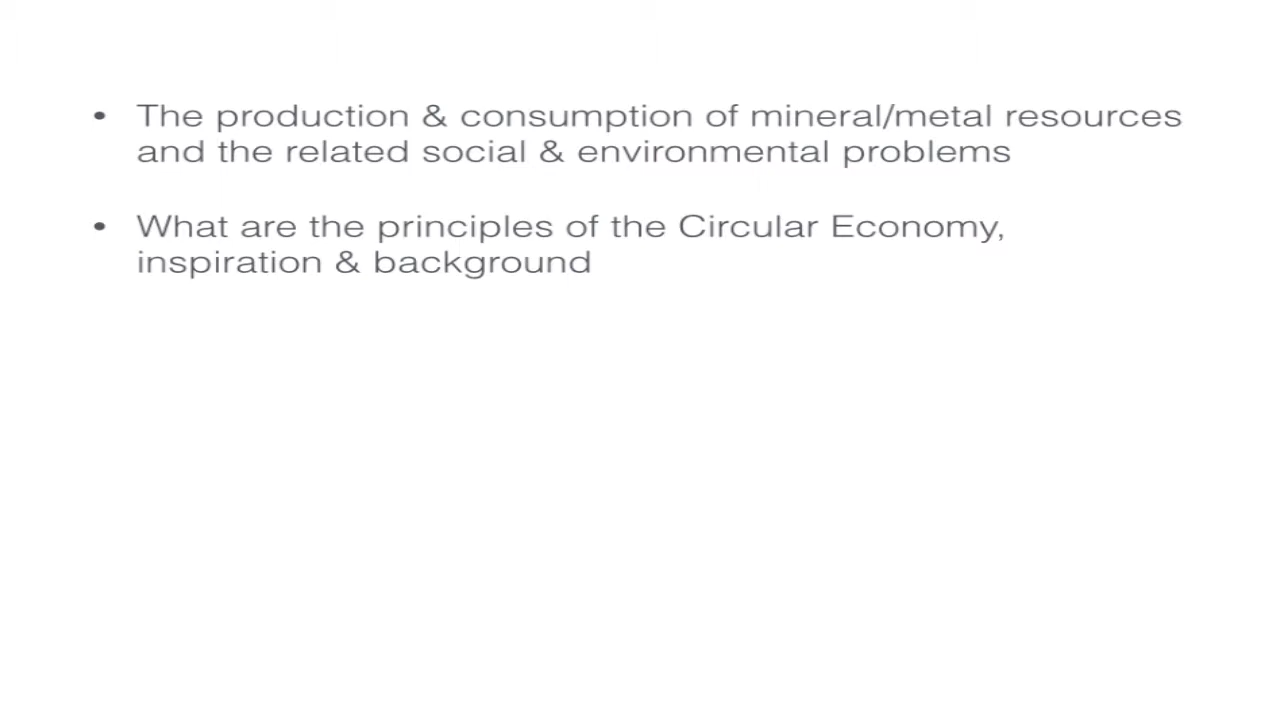 • The production & consumption of mineral/metal resources
and the related social & environmental problems
• What are the principles of the Circular Economy,
inspiration & background